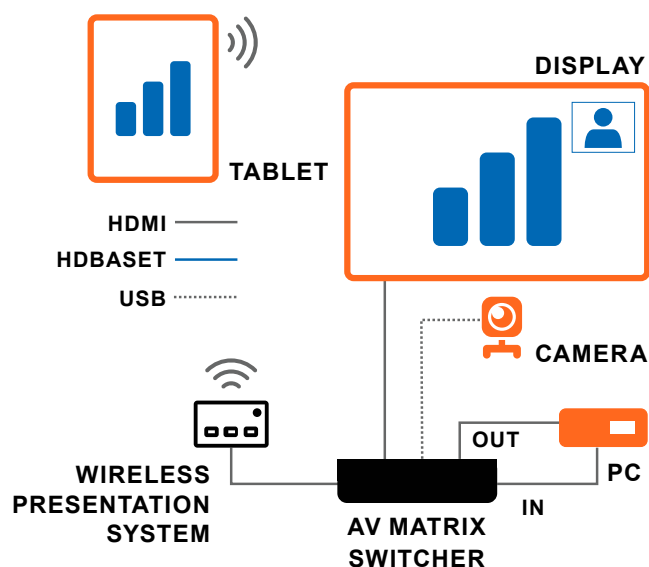 DISPLAY
TABLET
HDMI
HDBASET
USB
CAMERA
OUT
PC
IN
WIRELESS
PRESENTATION
SYSTEM
AV MATRIX
SWITCHER